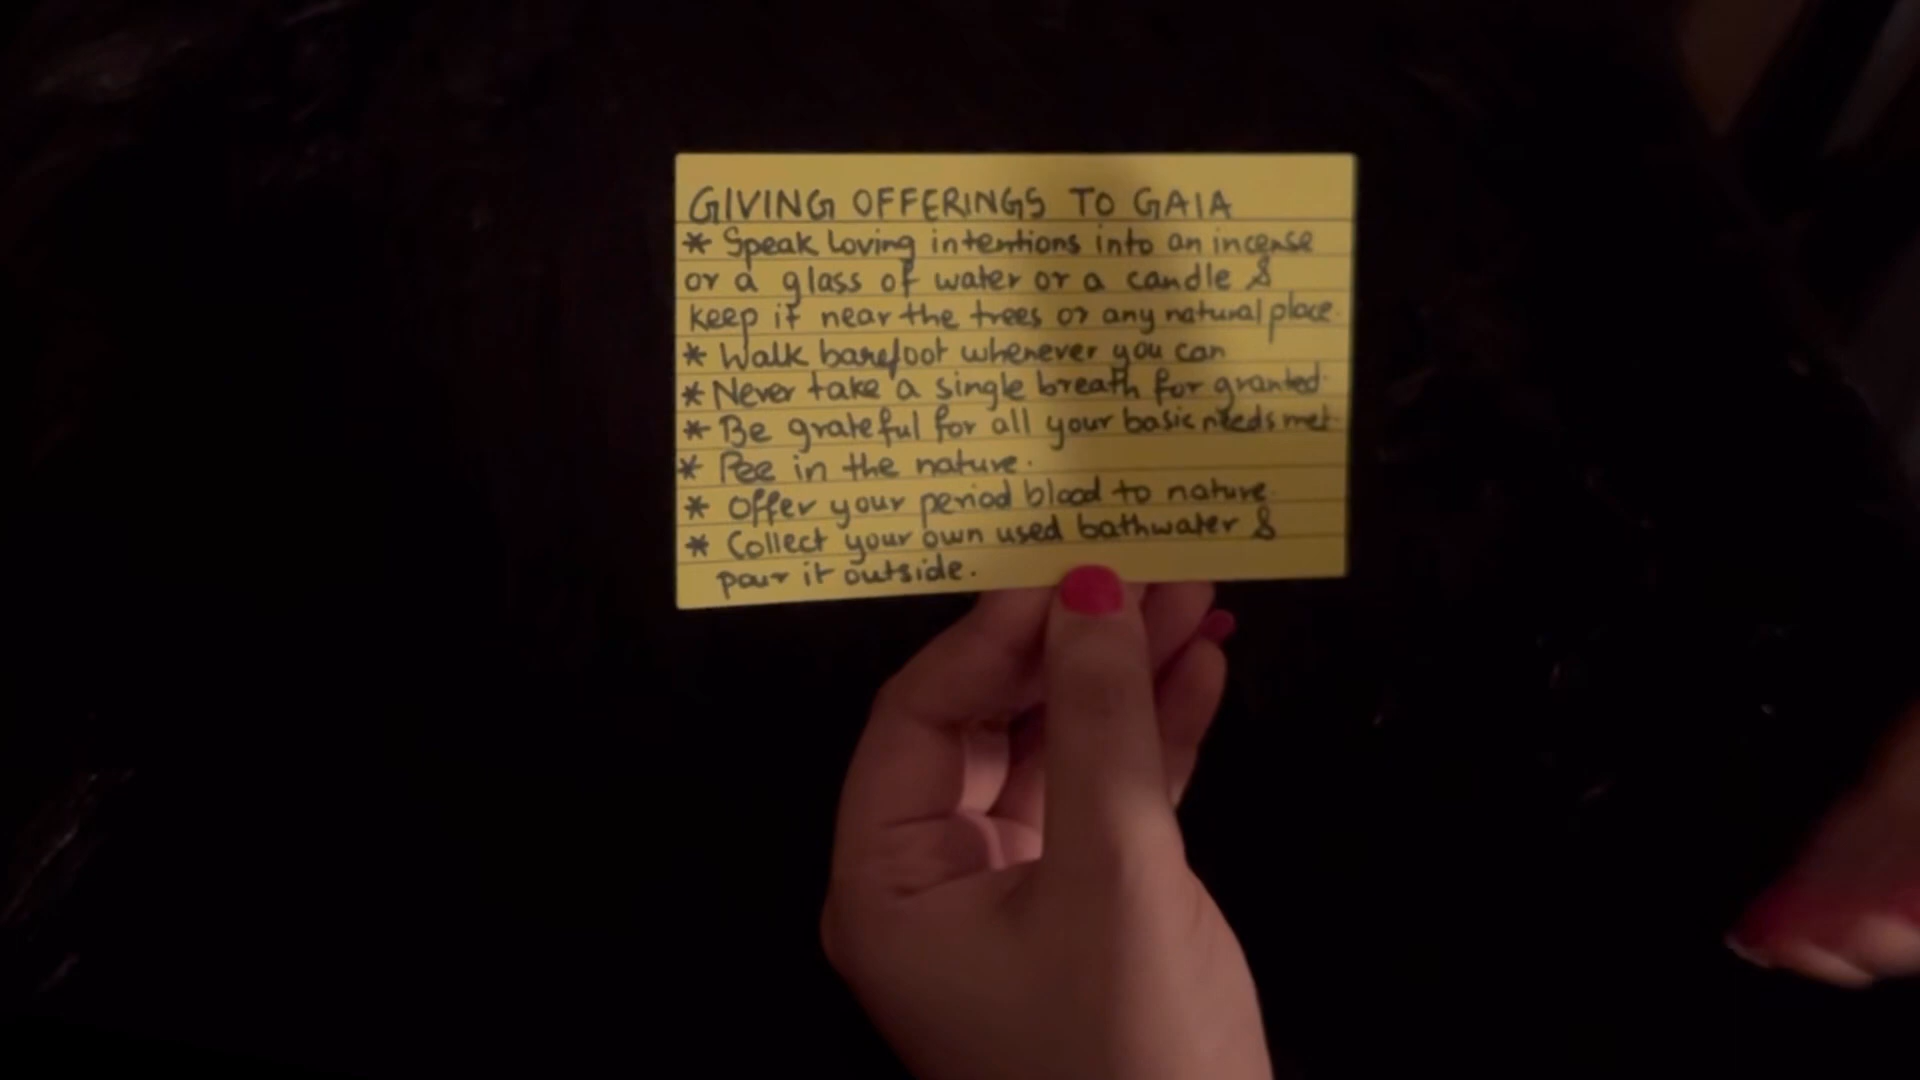 GIVING OFFERINGS TO GAIA
* Speak loving intentions into an incense
or a glass of water or a candle &
keep it near the trees or any natural place.
* Walk barefoot whenever you can
* Never take a single breath for granted.
* Be grateful for all your basic needs met.
* Pee in the nature.
* Offer your period blood to nature.
* Collect your own used bathwater &
pour it outside.